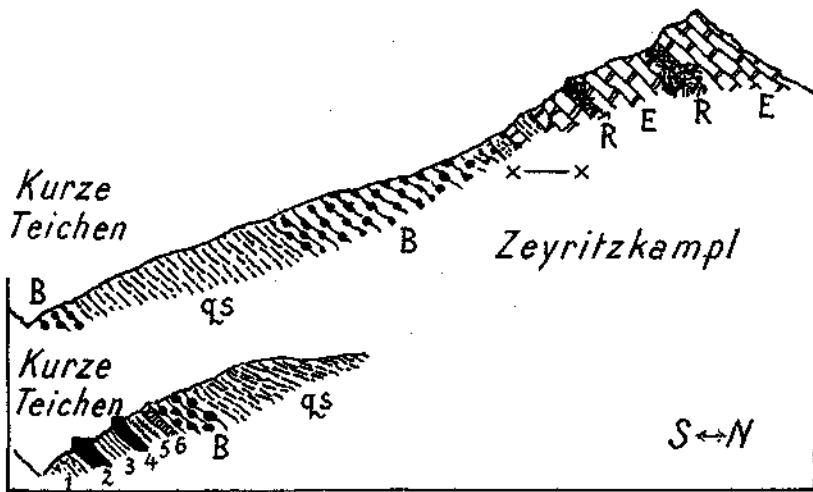 R E R E
× — ×
Kurze
Teichen
B
Zeyritzkampl
B
qs
Kurze
Teichen
qs
B
1 2 3 4 5 6
S ↔ N